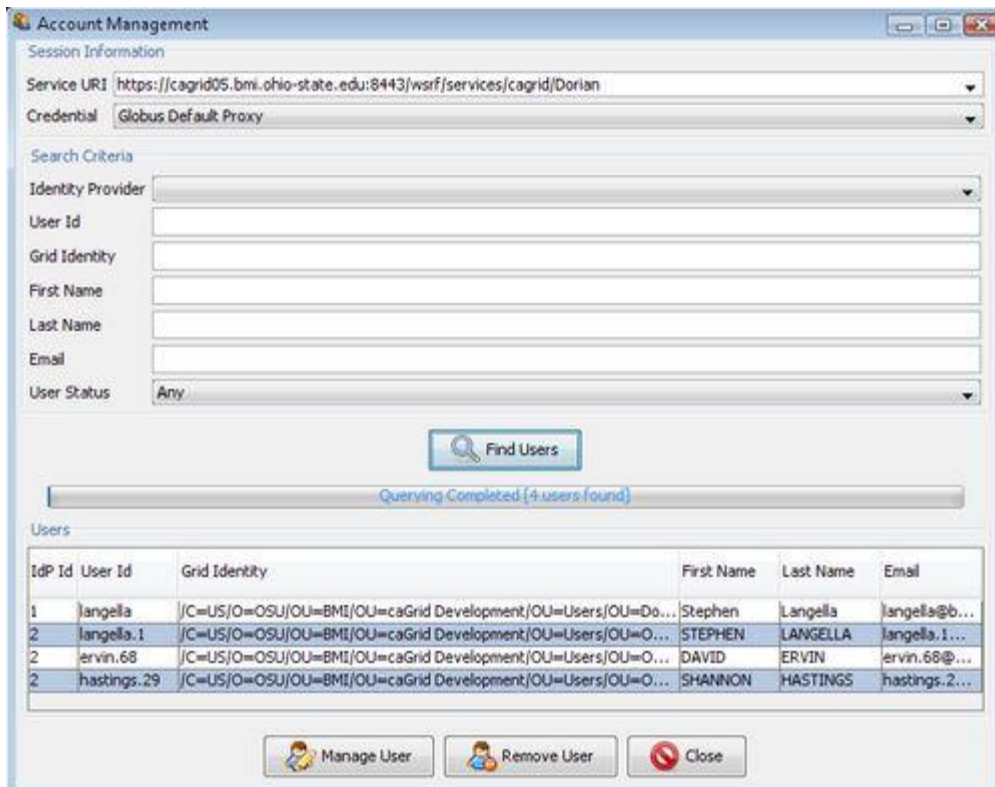 Account Management
Session Information
Service URI https://cagrid05.bmi.ohio-state.edu:8443/wsrf/services/cagrid/Dorian
Credential Globus Default Proxy
Search Criteria
Identity Provider
User Id
Grid Identity
First Name
Last Name
Email
User Status Any
Find Users
Querying Completed [4 users found]
Users
IdP Id User Id Grid Identity First Name Last Name Email
1 langella /C=US/O=OSU/OU=BMI/OU=caGrid Development/OU=Users/OU=Do... Stephen Langella langella@b...
2 langella.1 /C=US/O=OSU/OU=BMI/OU=caGrid Development/OU=Users/OU=O... STEPHEN LANGELLA langella.1...
2 ervin.68 /C=US/O=OSU/OU=BMI/OU=caGrid Development/OU=Users/OU=O... DAVID ERVIN ervin.68@...
2 hastings.29 /C=US/O=OSU/OU=BMI/OU=caGrid Development/OU=Users/OU=O... SHANNON HASTINGS hastings.2...
Manage User Remove User Close